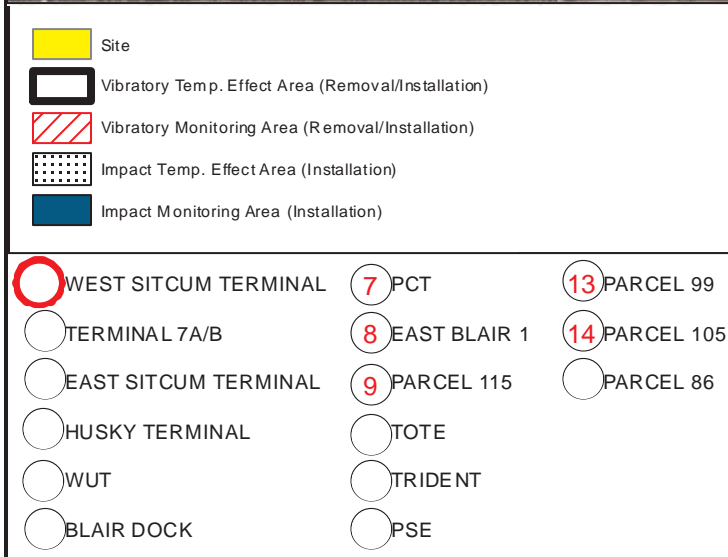 Site
Vibratory Temp. Effect Area (Removal/Installation)
Vibratory Monitoring Area (Removal/Installation)
Impact Temp. Effect Area (Installation)
Impact Monitoring Area (Installation)
WEST SITCUM TERMINAL
TERMINAL 7A/B
EAST SITCUM TERMINAL
HUSKY TERMINAL
WUT
BLAIR DOCK
7 PCT
8 EAST BLAIR 1
9 PARCEL 115
TOTE
TRIDENT
PSE
13 PARCEL 99
14 PARCEL 105
PARCEL 86